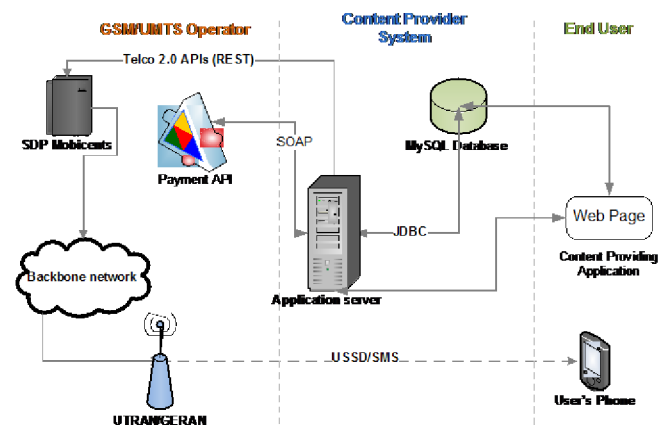 GSM/UMTS Operator
Content Provider
System
End User
Telco 2.0 APIs (REST)
SDP Mobicents
SOAP
MySQL Database
Payment API
Web Page
JDBC
Content Providing
Application
Backbone network
Application server
USSD/SMS
User's Phone
UTRAN/GERAN